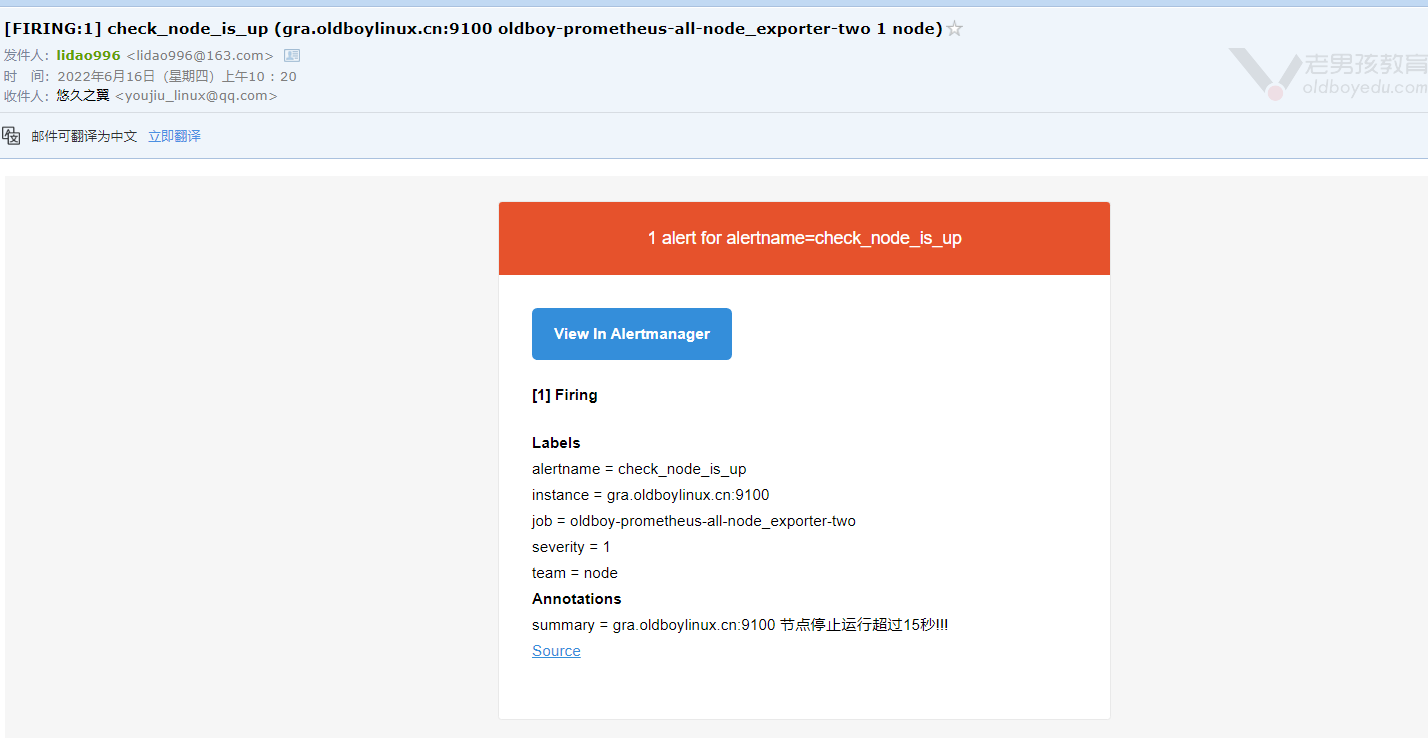 [FIRING:1] check_node_is_up (gra.oldboylinux.cn:9100 oldboy-prometheus-all-node_exporter-two 1 node)
发件人：lidao996 <lidao996@163.com>
时　间：2022年6月16日（星期四）上午10：20
收件人：悠久之翼 <youjiu_linux@qq.com>
老男孩教育
oldboyedu.com
邮件可翻译为中文 立即翻译
1 alert for alertname=check_node_is_up
View In Alertmanager
[1] Firing
Labels
alertname = check_node_is_up
instance = gra.oldboylinux.cn:9100
job = oldboy-prometheus-all-node_exporter-two
severity = 1
team = node
Annotations
summary = gra.oldboylinux.cn:9100 节点停止运行超过15秒!!!
Source